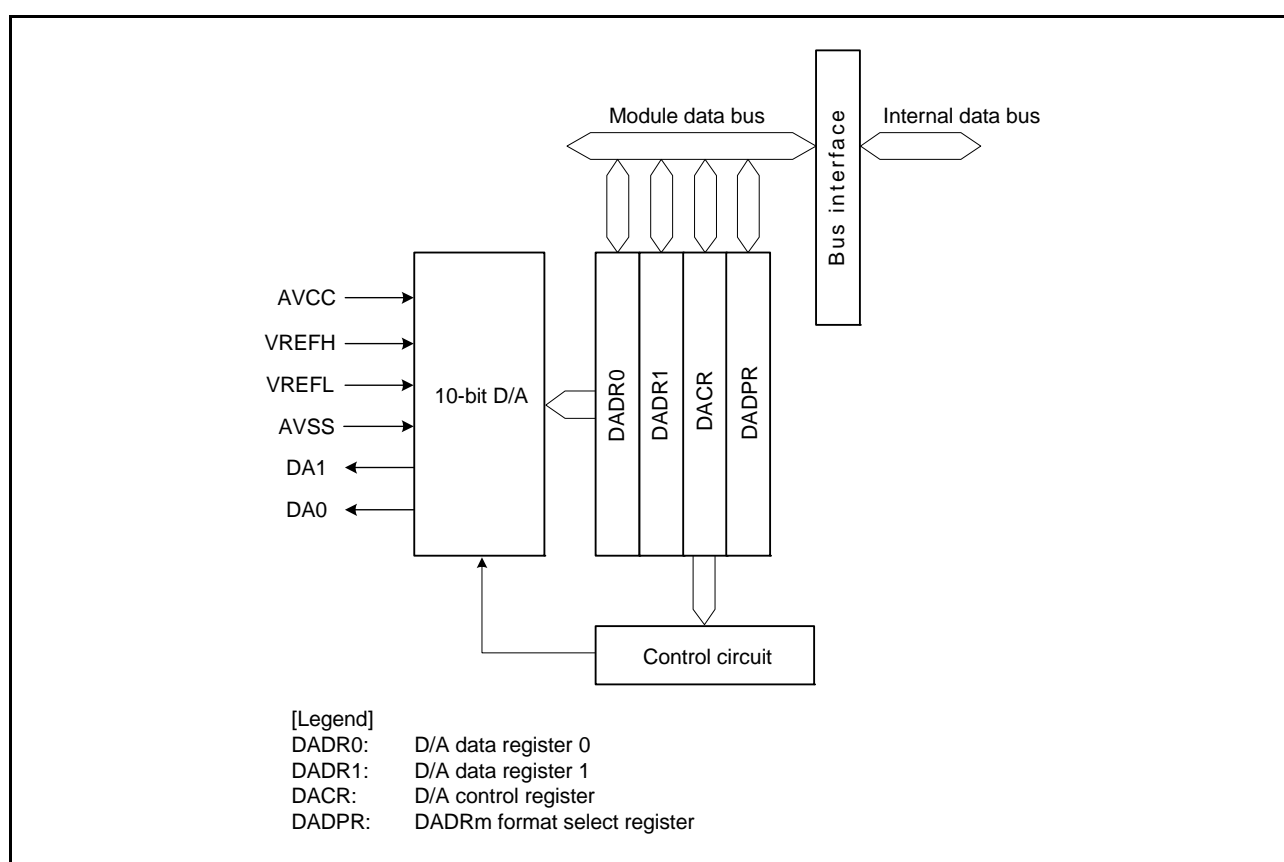 Module data bus
Internal data bus
Bus interface
AVCC
VREFH
VREFL
AVSS
DA1
DA0
10-bit D/A
DADR0
DADR1
DACR
DADPR
Control circuit
[Legend]
DADR0: D/A data register 0
DADR1: D/A data register 1
DACR: D/A control register
DADPR: DADRm format select register